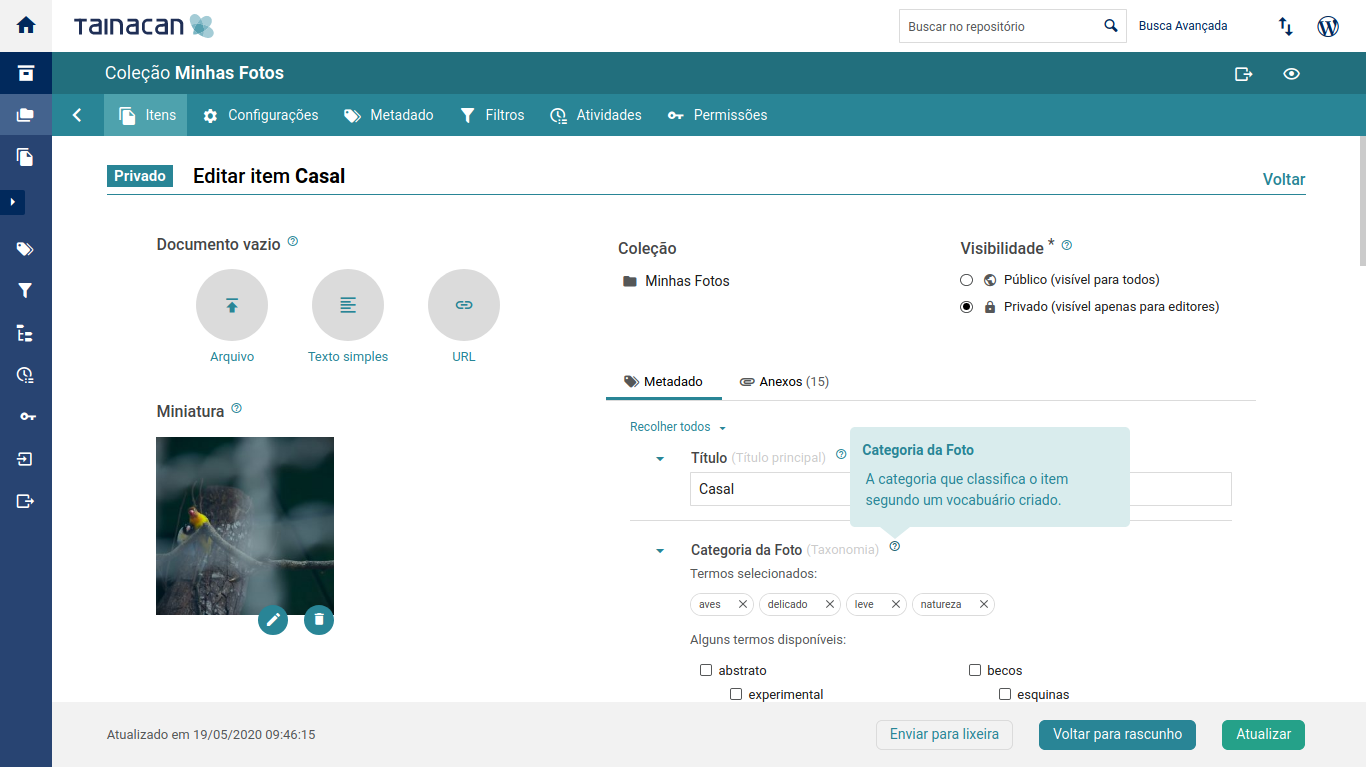 TAINACAN
Buscar no repositório
Busca Avançada
Coleção Minhas Fotos
Itens
Configurações
Metadado
Filtros
Atividades
Permissões
Privado
Editar item Casal
Voltar
Documento vazio
Arquivo
Texto simples
URL
Miniatura
Coleção
Minhas Fotos
Visibilidade *
Público (visível para todos)
Privado (visível apenas para editores)
Metadado
Anexos (15)
Recolher todos
Título (Título principal)
Casal
Categoria da Foto
A categoria que classifica o item
segundo um vocabuário criado.
Categoria da Foto (Taxonomia)
Termos selecionados:
aves
delicado
leve
natureza
Alguns termos disponíveis:
abstrato
becos
experimental
esquinas
Atualizado em 19/05/2020 09:46:15
Enviar para lixeira
Voltar para rascunho
Atualizar